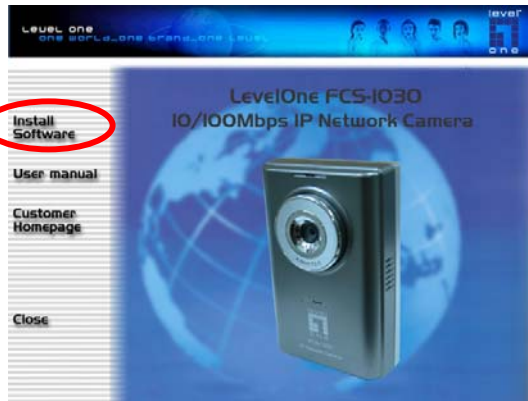 LEVEL ONE
one world_one brand_one level
level
one
LevelOne FCS-1030
10/100Mbps IP Network Camera
Install
Software
User manual
Customer
Homepage
Close